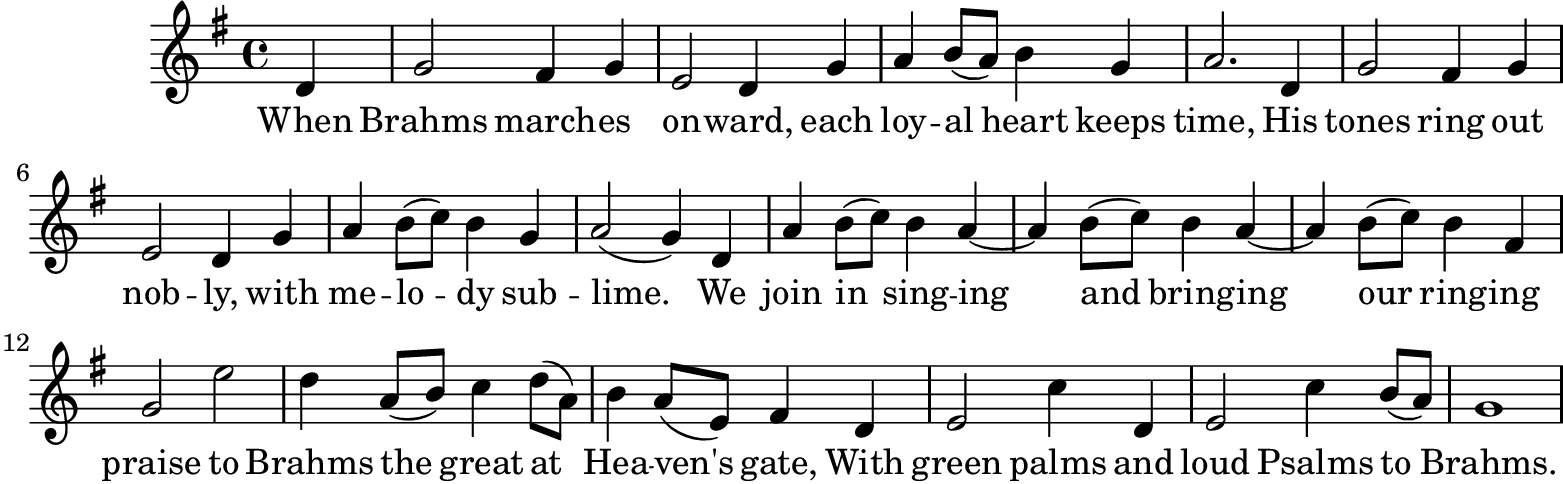 When Brahms marches onward, each loy -- al heart keeps time, His tones ring out
6
nob -- ly, with me -- lo -- dy sub -- lime. We join in sing -- ing and bringing our ringing
12
praise to Brahms the great at Hea -- ven's gate, With green palms and loud Psalms to Brahms.